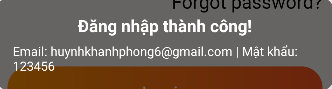 Forgot password?
Đăng nhập thành công!
Email: huynhkhanhphong6@gmail.com | Mật khẩu:
123456